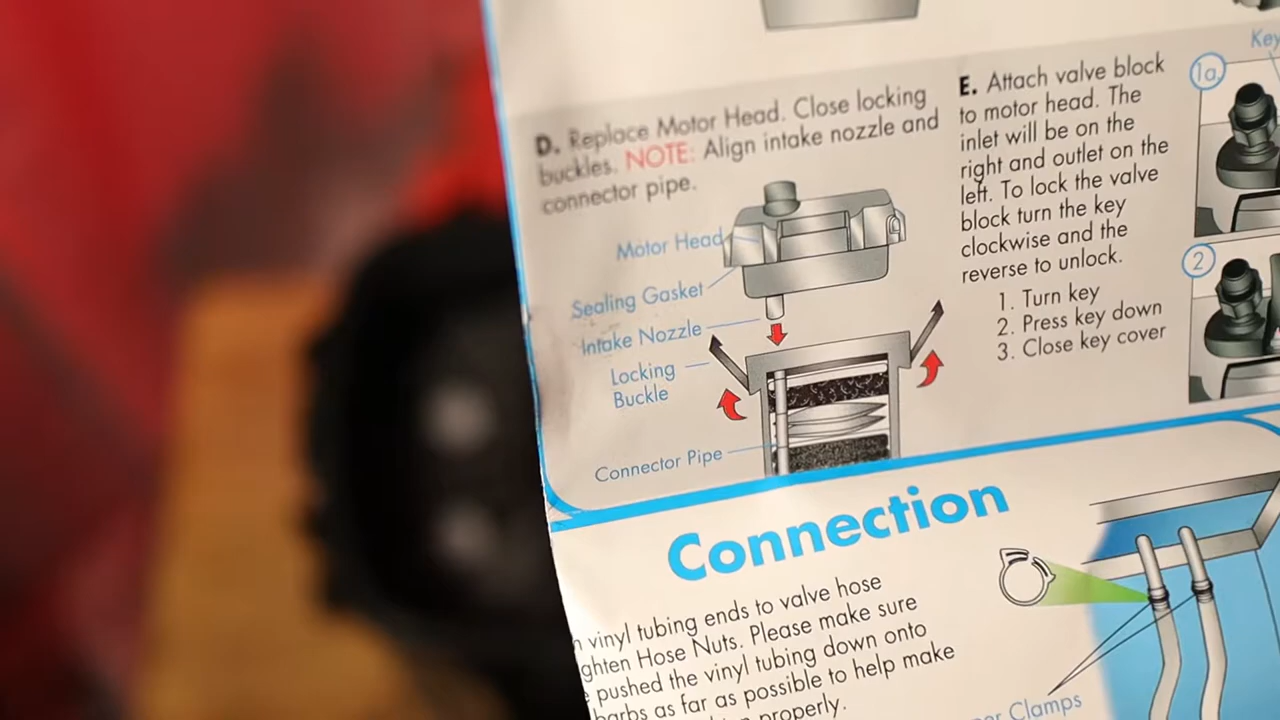 D. Replace Motor Head. Close locking
buckles. NOTE: Align intake nozzle and
connector pipe.
Motor Head
Sealing Gasket
Intake Nozzle
Locking
Buckle
Connector Pipe
E. Attach valve block
to motor head. The
inlet will be on the
right and outlet on the
left. To lock the valve
block turn the key
clockwise and the
reverse to unlock.
1. Turn key
2. Press key down
3. Close key cover
1a
Key
2
Connection
vinyl tubing ends to valve hose
Hose Nuts. Please make sure
pushed the vinyl tubing down onto
barbs as far as possible to help make
properly.
Clamps